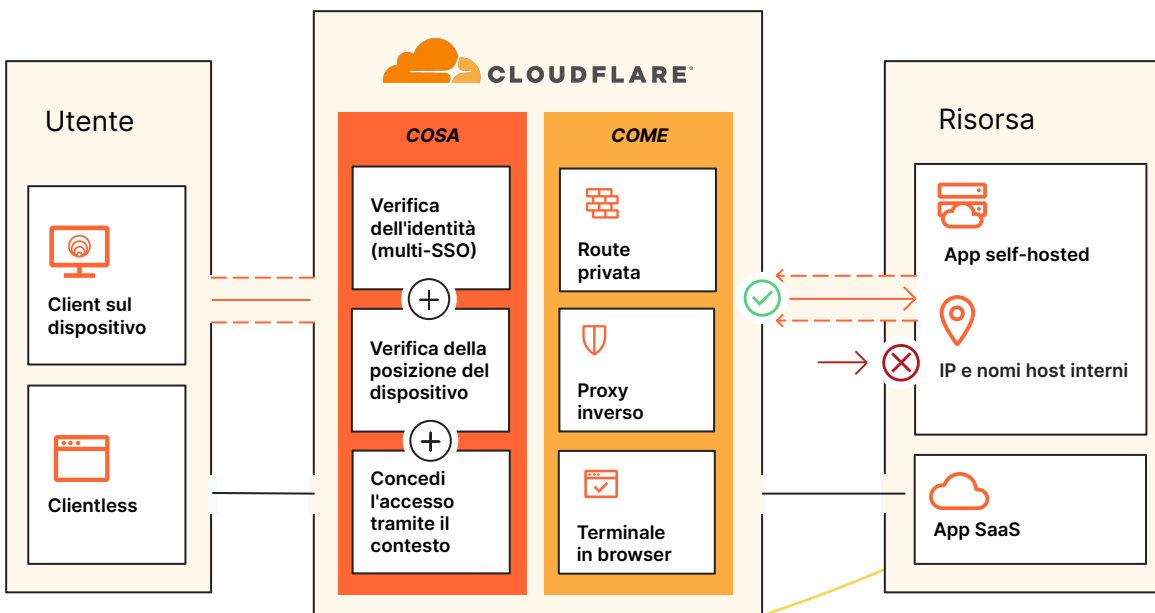 Utente
Client sul
dispositivo
Clientless
CLOUDFLARE
COSA
Verifica
dell'identità
(multi-SSO)
Verifica della
posizione del
dispositivo
Concedi
l'accesso
tramite il
contesto
COME
Route
privata
Proxy
inverso
Terminale
in browser
Risorsa
App self-hosted
IP e nomi host interni
App SaaS